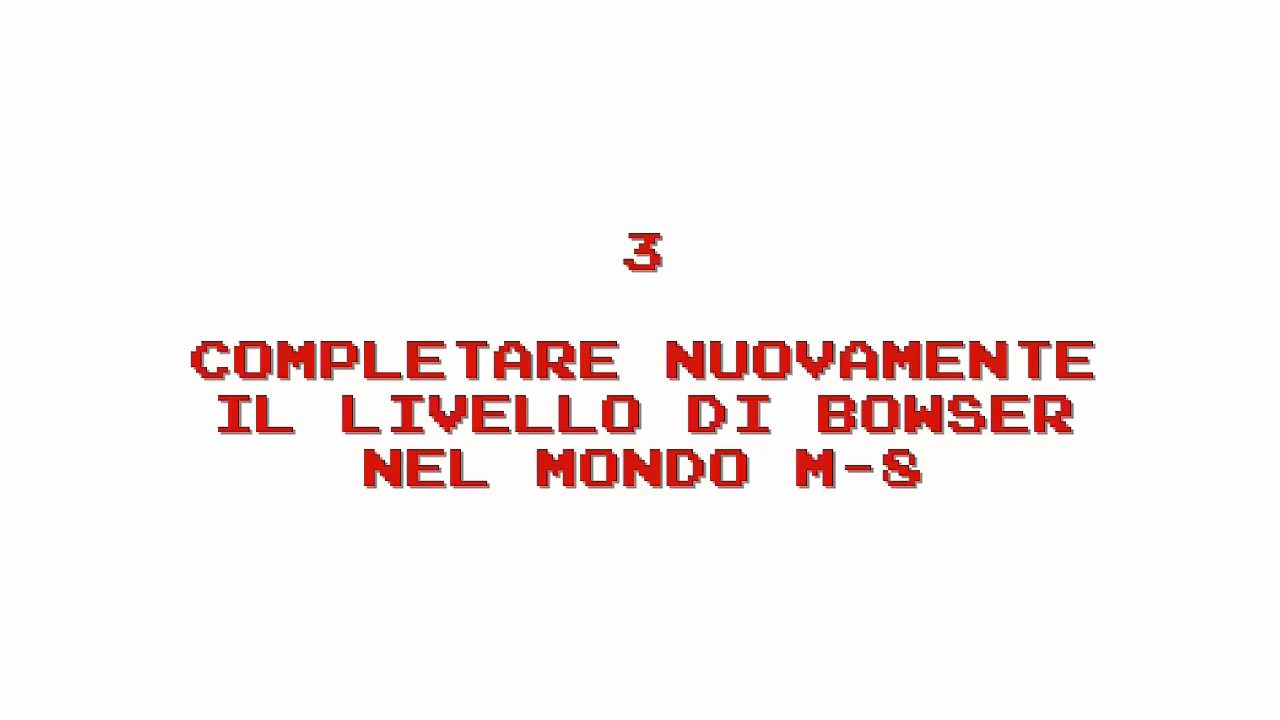 3
COMPLETARE NUOVAMENTE
IL LIVELLO DI BOWSER
NEL MONDO M-8